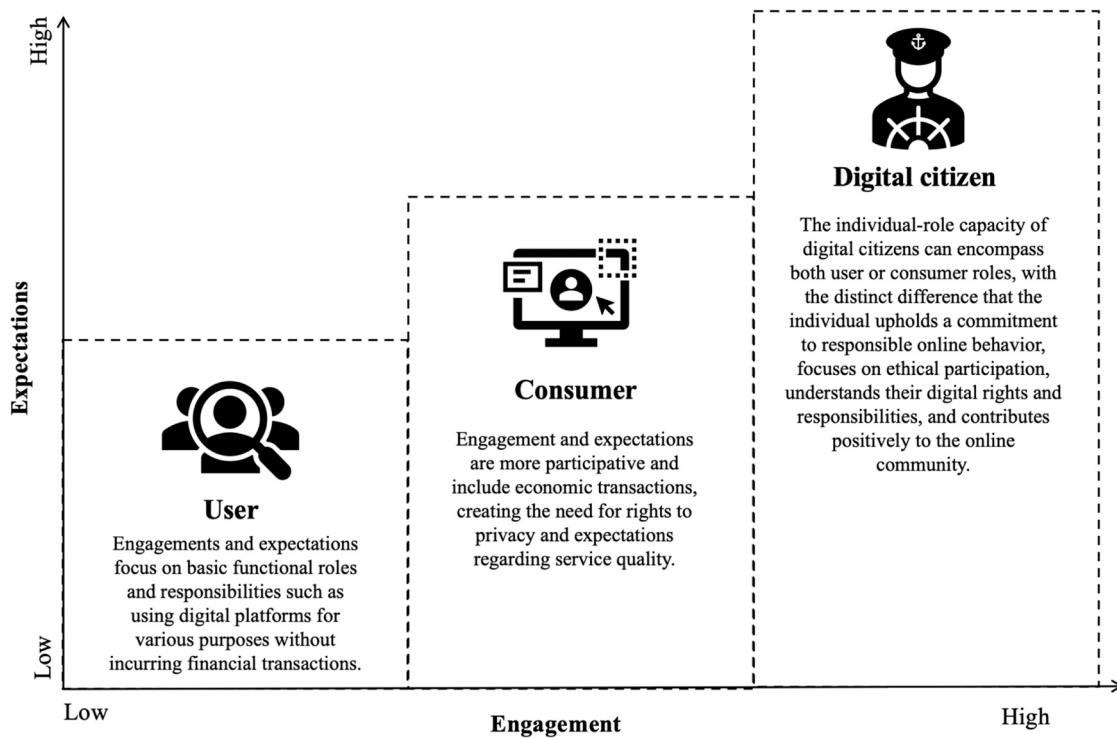 High
Expectations
Low
User
Engagements and expectations
focus on basic functional roles
and responsibilities such as
using digital platforms for
various purposes without
incurring financial transactions.
Consumer
Engagement and expectations
are more participative and
include economic transactions,
creating the need for rights to
privacy and expectations
regarding service quality.
Digital citizen
The individual-role capacity of
digital citizens can encompass
both user or consumer roles, with
the distinct difference that the
individual upholds a commitment
to responsible online behavior,
focuses on ethical participation,
understands their digital rights and
responsibilities, and contributes
positively to the online
community.
Low
Engagement
High